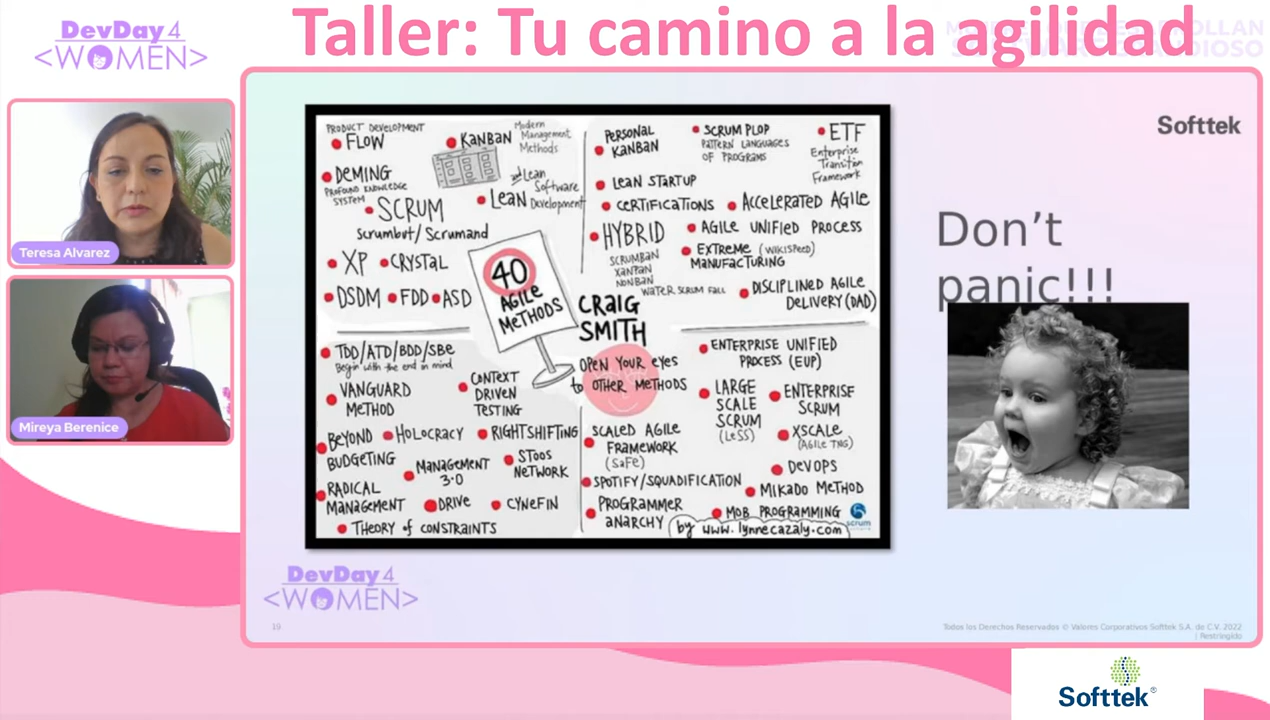 DevDay4
<WOMEN>
Taller: Tu camino a la agilidad
Teresa Alvarez
Mireya Berenice
Softtek
Don't
panic!!!
PRODUCT DEVELOPMENT
FLOW
DEMING
PROFOUND KNOWLEDGE
SYSTEM
KANBAN
Modern
Management
Methods
and Lean
Software
Development
LEAN
SCRUM
Scrumbut/Scrumand
XP
CRYSTAL
DSDM
FDD
ASD
40
AGILE
METHODS
PERSONAL
KANBAN
SCRUM PLOP
PATTERN LANGUAGES
OF PROGRAMS
ETF
Enterprise
Transition
Framework
LEAN STARTUP
CERTIFICATIONS
ACCELERATED AGILE
HYBRID
SCRUMBAN
XANPAN
NONBAN
WATER SCRUM FALL
AGILE UNIFIED PROCESS
EXTREME (WIKISPEED)
MANUFACTURING
DISCIPLINED AGILE
DELIVERY (DAD)
CRAIG
SMITH
OPEN YOUR EYES
to OTHER METHODS
TDD/ATD/BDD/SBE
Begin with the end in mind
VANGUARD
METHOD
CONTEXT
DRIVEN
TESTING
BEYOND
BUDGETING
HOLOCRACY
RIGHTSHIFTING
MANAGEMENT
3.0
STOOS
NETWORK
RADICAL
MANAGEMENT
DRIVE
CYNEFIN
THEORY of CONSTRAINTS
ENTERPRISE UNIFIED
PROCESS (EUP)
LARGE
SCALE
SCRUM
(LeSS)
ENTERPRISE
SCRUM
XSCALE
(AGILE TNG)
SCALED AGILE
FRAMEWORK
(SaFe)
DEVOPS
SPOTIFY/SQUADIFICATION
MIKADO METHOD
PROGRAMMER
ANARCHY
MOB PROGRAMMING
by www.lynnecazaly.com
scrum
DevDay4
<WOMEN>
19
Todos los Derechos Reservados © Valores Corporativos Softtek S.A. de C.V. 2022
| Restringido
Softtek®